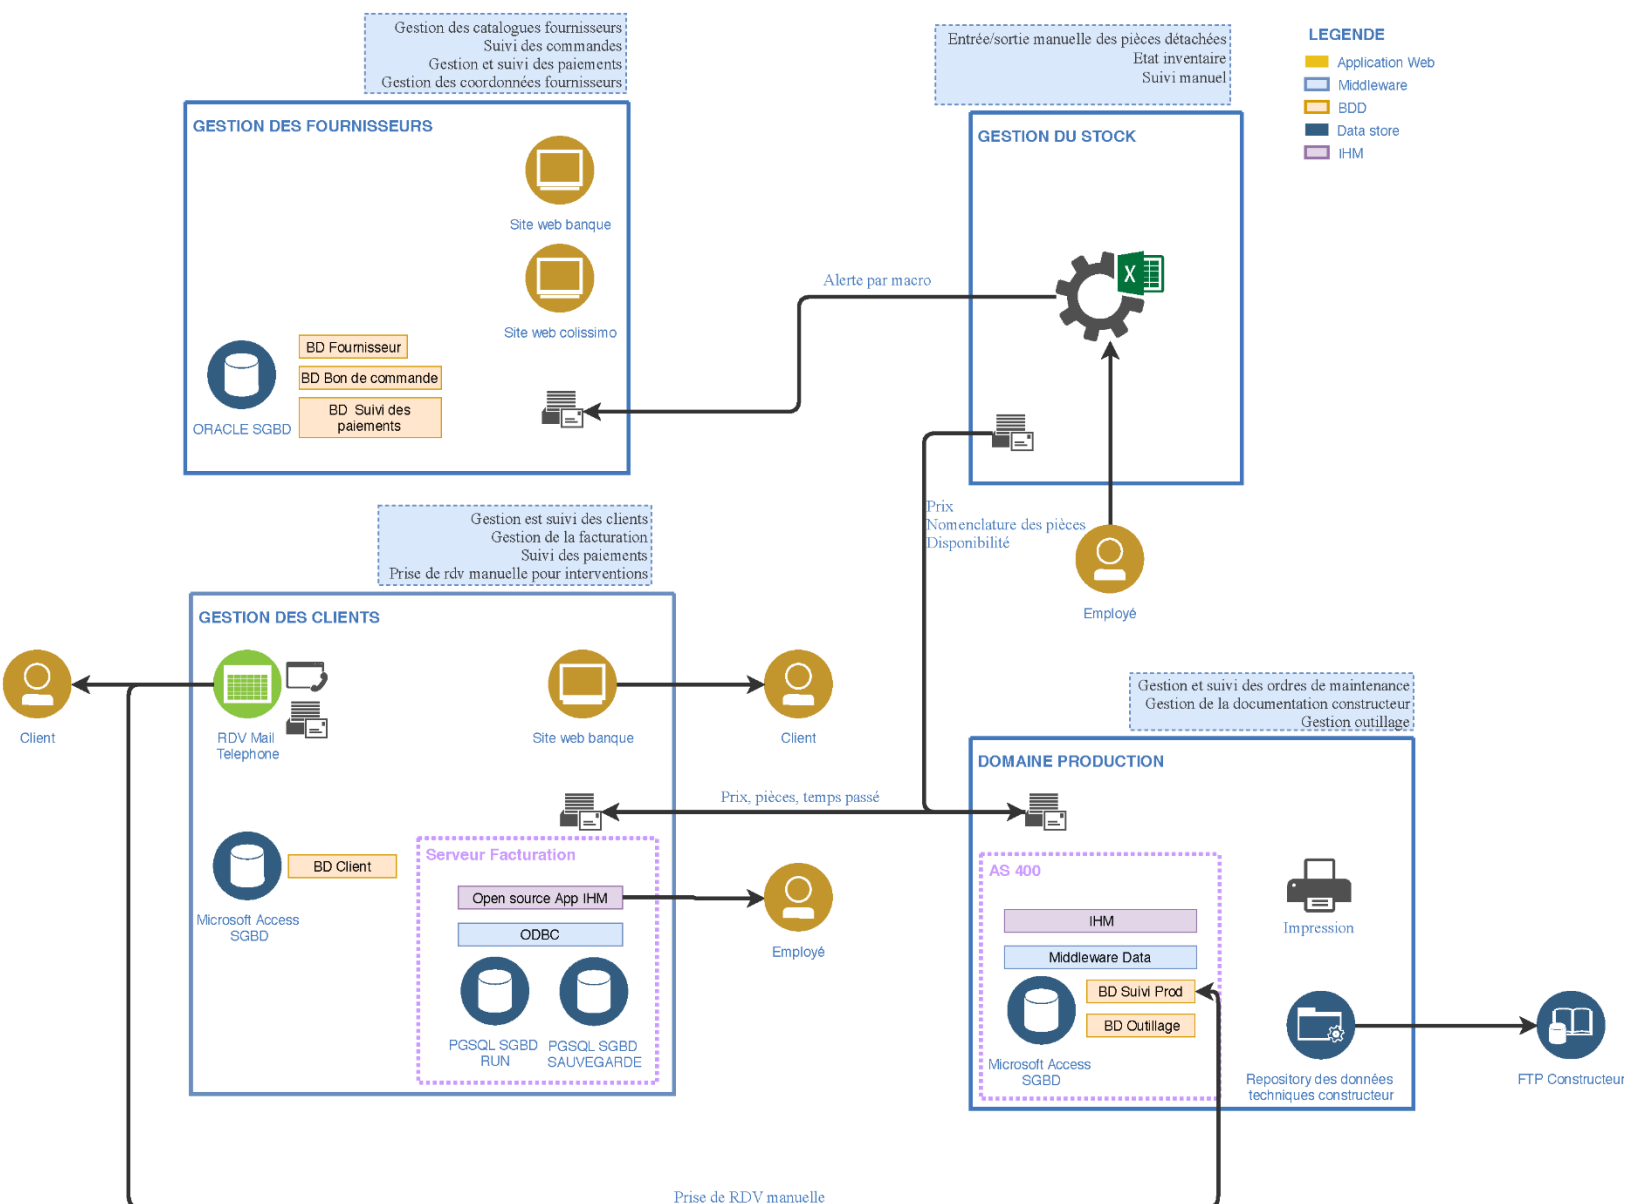 Gestion des catalogues fournisseurs
Suivi des commandes
Gestion et suivi des paiements
Gestion des coordonnées fournisseurs
Entrée/sortie manuelle des pièces détachées
Etat inventaire
Suivi manuel
LEGENDE
Application Web
Middleware
BDD
Data store
IHM
GESTION DES FOURNISSEURS
Site web banque
Site web colissimo
BD Fournisseur
BD Bon de commande
BD Suivi des
paiements
ORACLE SGBD
Alerte par macro
GESTION DU STOCK
X
Prix
Nomenclature des pièces
Disponibilité
Employé
Gestion est suivi des clients
Gestion de la facturation
Suivi des paiements
Prise de rdv manuelle pour interventions
GESTION DES CLIENTS
Client
RDV Mail
Telephone
Site web banque
Client
Prix, pièces, temps passé
BD Client
Microsoft Access
SGBD
Serveur Facturation
Open source App IHM
ODBC
PGSQL SGBD
RUN
PGSQL SGBD
SAUVEGARDE
Employé
Gestion et suivi des ordres de maintenance
Gestion de la documentation constructeur
Gestion outillage
DOMAINE PRODUCTION
AS 400
IHM
Middleware Data
BD Suivi Prod
BD Outillage
Microsoft Access
SGBD
Impression
Repository des données
techniques constructeur
FTP Constructeur
Prise de RDV manuelle